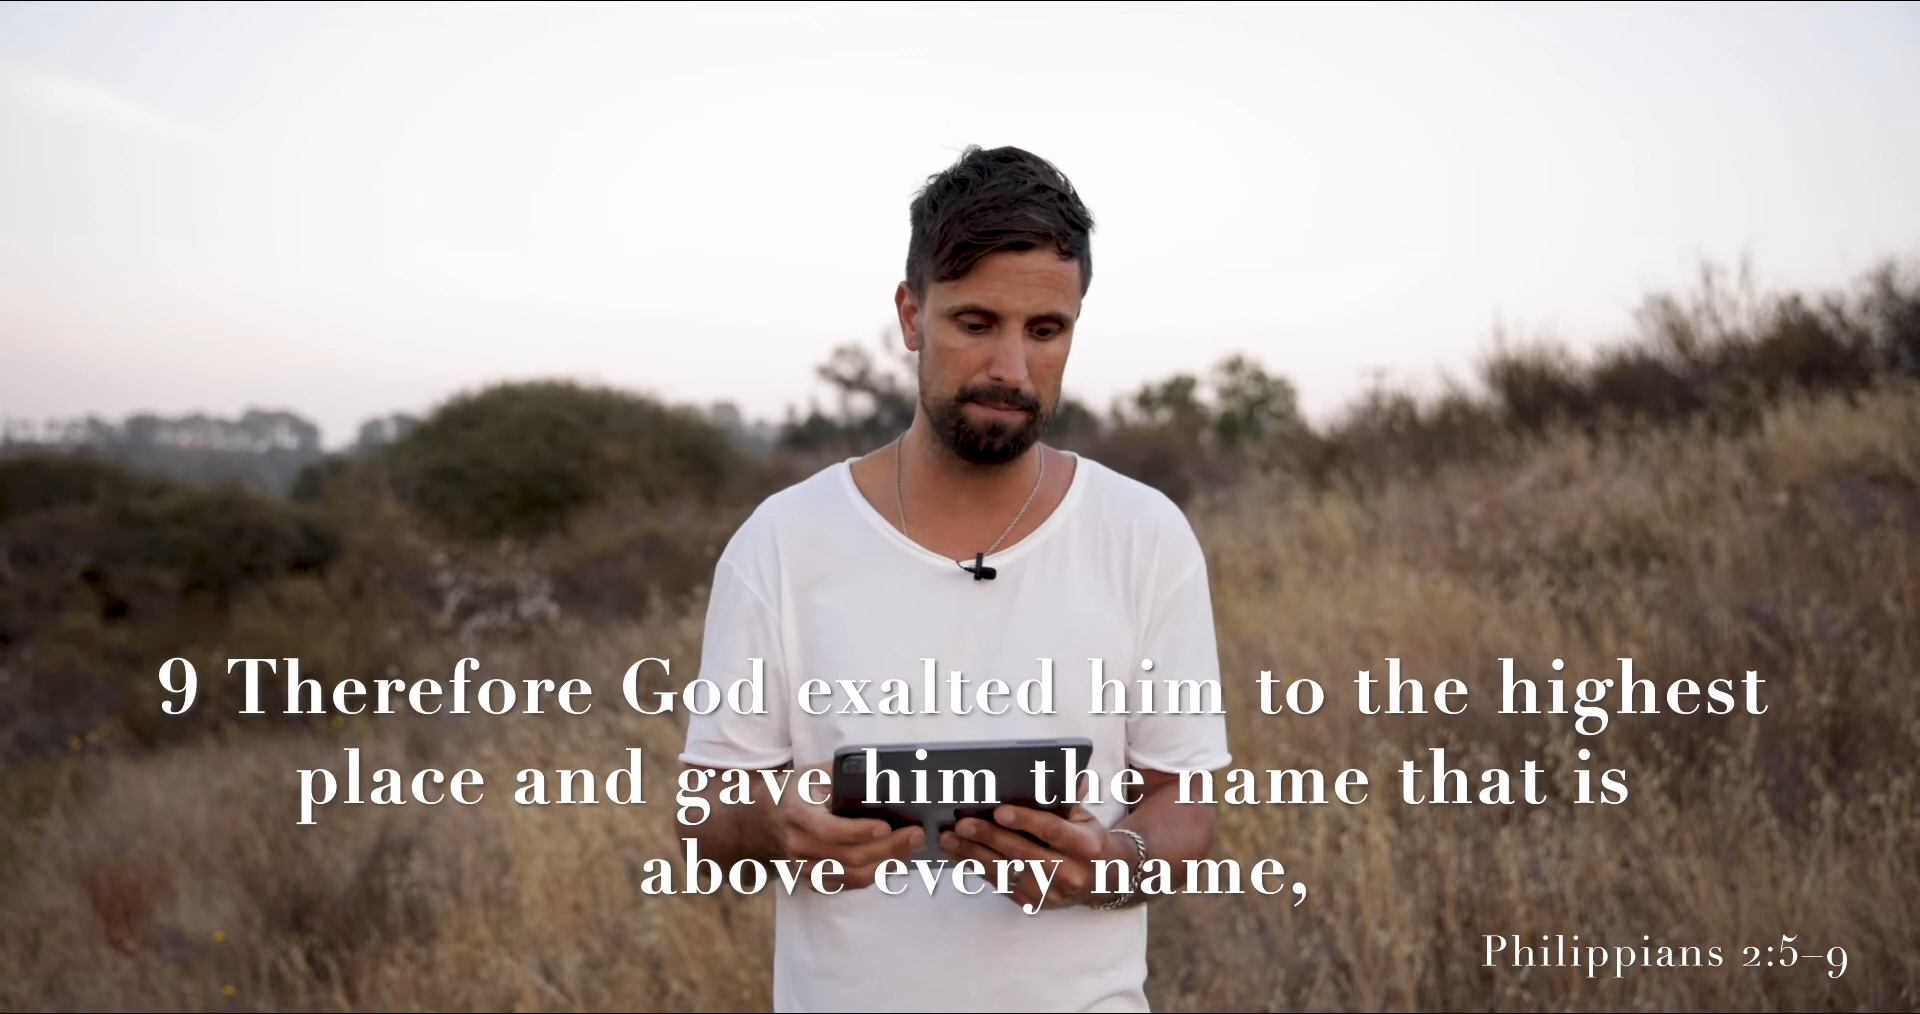 9 Therefore God exalted him to the highest
place and gave him the name that is
above every name,
Philippians 2:5–9